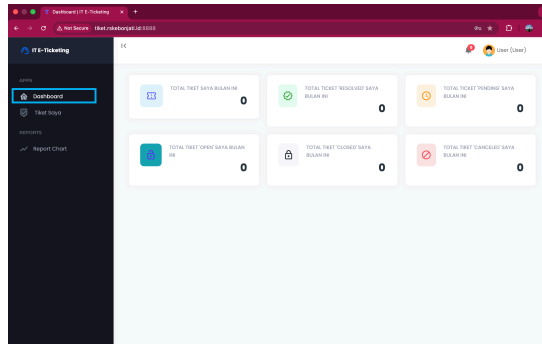 Dashboard | IT E-Ticketing
Not Secure tiket.rskebonjati.id:8888
IT E-Ticketing
User (User)
APPS
Dashboard
Tiket Saya
REPORTS
Report Chart
TOTAL TIKET SAYA BULAN INI
0
TOTAL TICKET 'RESOLVED' SAYA
BULAN INI
0
TOTAL TICKET 'PENDING' SAYA
BULAN INI
0
TOTAL TIKET 'OPEN' SAYA BULAN
INI
0
TOTAL TIKET 'CLOSED' SAYA
BULAN INI
0
TOTAL TIKET 'CANCELED' SAYA
BULAN INI
0